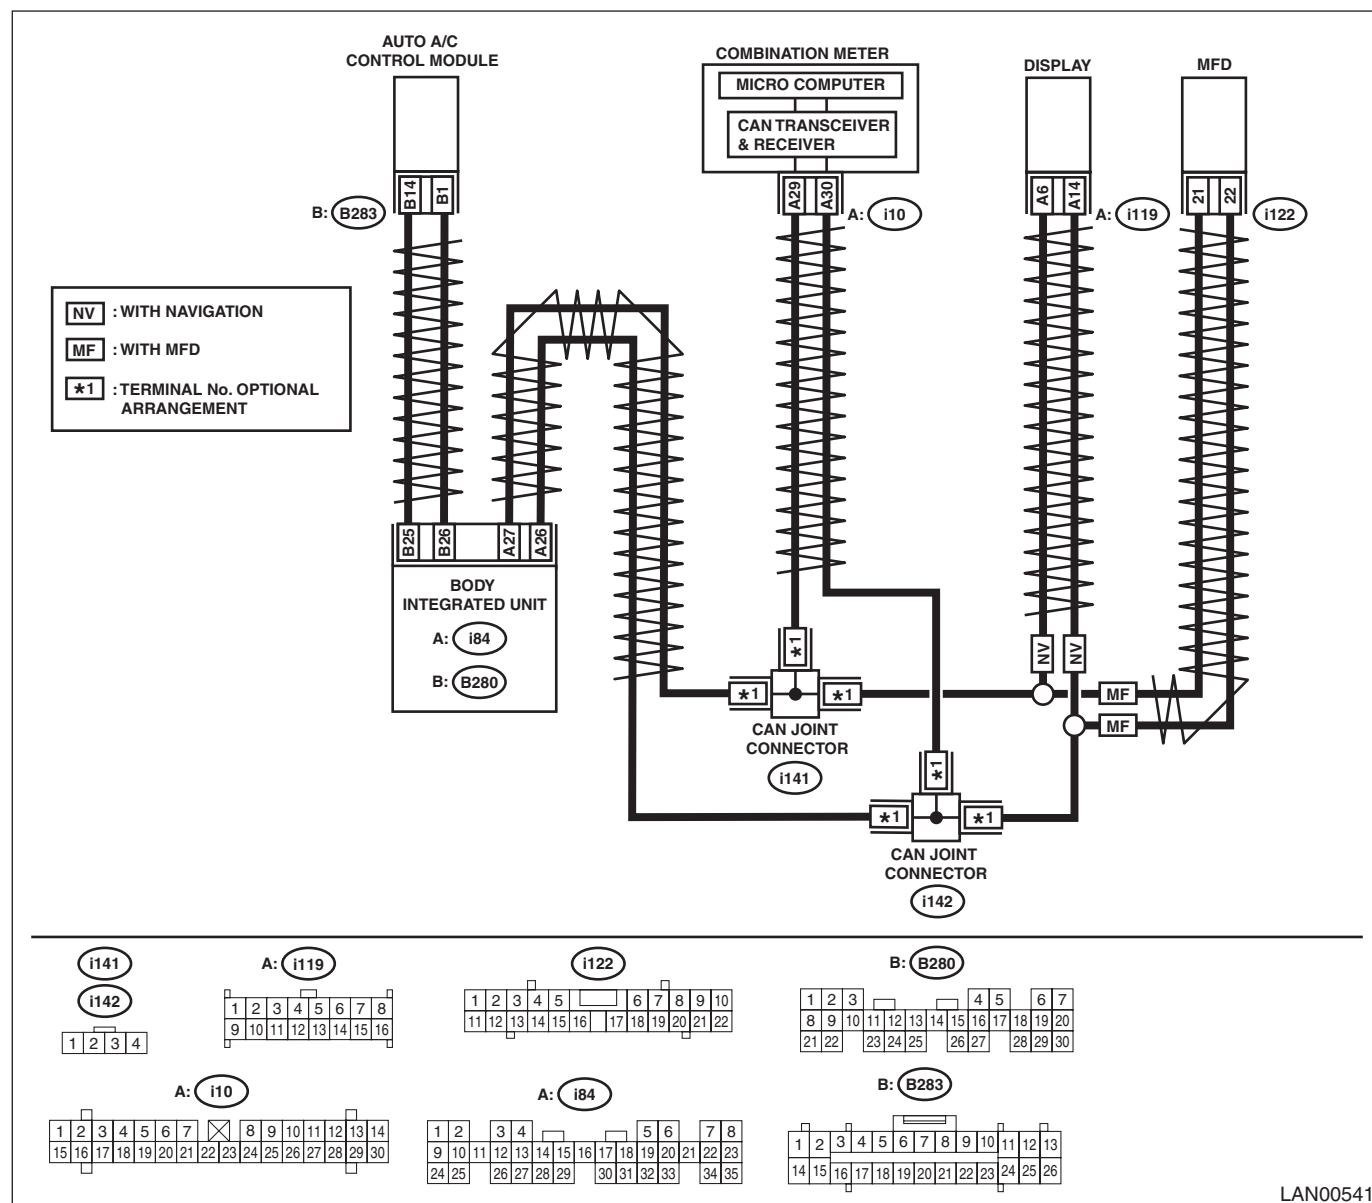 AUTO A/C
CONTROL MODULE
COMBINATION METER
MICRO COMPUTER
CAN TRANSCEIVER
& RECEIVER
DISPLAY
MFD
B14
B1
B: B283
A29
A30
A: i10
A6
A14
A: i119
21
22
i122
NV : WITH NAVIGATION
MF : WITH MFD
*1 : TERMINAL No. OPTIONAL
ARRANGEMENT
B25
B26
A27
A26
BODY
INTEGRATED UNIT
A: i84
B: B280
NV
NV
*1
*1
*1
MF
MF
CAN JOINT
CONNECTOR
i141
*1
*1
*1
CAN JOINT
CONNECTOR
i142
i141
i142
1 2 3 4
A: i119
1 2 3 4 5 6 7 8
9 10 11 12 13 14 15 16
i122
1 2 3 4 5 6 7 8 9 10
11 12 13 14 15 16 17 18 19 20 21 22
B: B280
1 2 3 4 5 6 7
8 9 10 11 12 13 14 15 16 17 18 19 20
21 22 23 24 25 26 27 28 29 30
A: i10
1 2 3 4 5 6 7 8 9 10 11 12 13 14
15 16 17 18 19 20 21 22 23 24 25 26 27 28 29 30
A: i84
1 2 3 4 5 6 7 8
9 10 11 12 13 14 15 16 17 18 19 20 21 22 23
24 25 26 27 28 29 30 31 32 33 34 35
B: B283
1 2 3 4 5 6 7 8 9 10 11 12 13
14 15 16 17 18 19 20 21 22 23 24 25 26
LAN00541